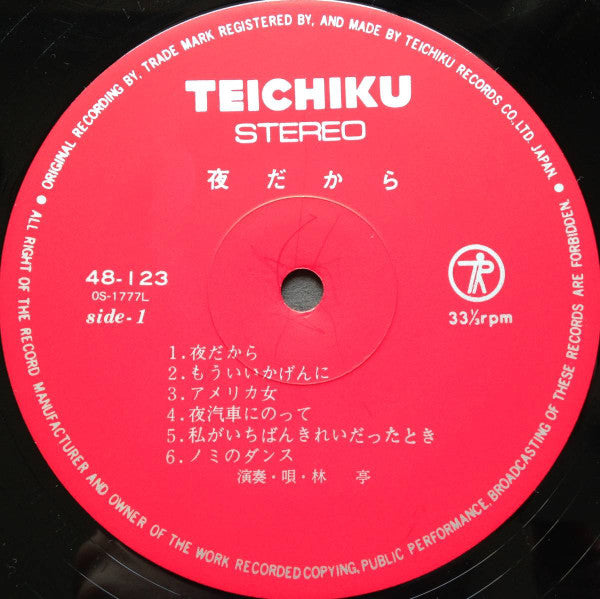 ● ORIGINAL RECORDING BY, TRADE MARK REGISTERED BY, AND MADE BY TEICHIKU RECORDS CO., LTD. JAPAN. ●
TEICHIKU
STEREO
夜だから
48-123
OS-1777L
side-1
TR
33⅓rpm
1.夜だから
2.もういいかげんに
3.アメリカ女
4.夜汽車にのって
5.私がいちばんきれいだったとき
6.ノミのダンス
演奏・唄・林 亭
● ALL RIGHT OF THE RECORD MANUFACTURER AND OWNER OF THE WORK RECORDED COPYING, PUBLIC PERFORMANCE, BROADCASTING OF THESE RECORDS ARE FORBIDDEN. ●